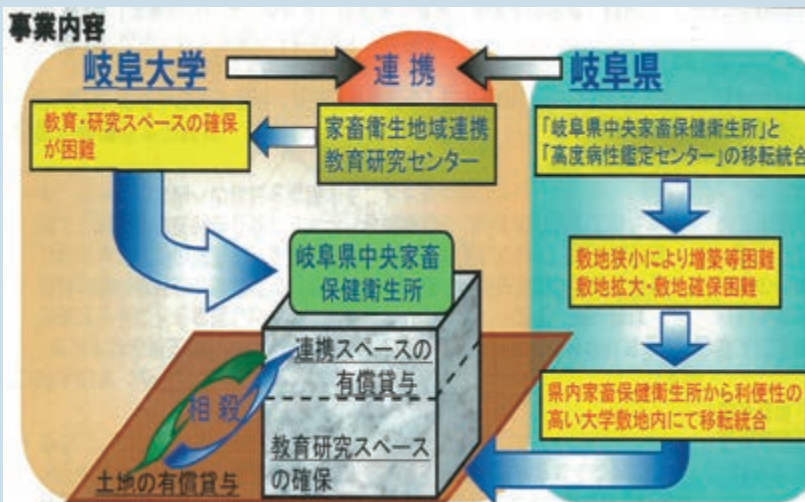 事業内容
岐阜大学
連携
岐阜県
教育・研究スペースの確保
が困難
家畜衛生地域連携
教育研究センター
「岐阜県中央家畜保健衛生所」と
「高度病性鑑定センター」の移転統合
岐阜県中央家畜
保健衛生所
敷地狭小により増築等困難
敷地拡大・敷地確保困難
連携スペースの
有償貸与
相殺
教育研究スペース
の確保
土地の有償貸与
県内家畜保健衛生所から利便性の
高い大学敷地内にて移転統合